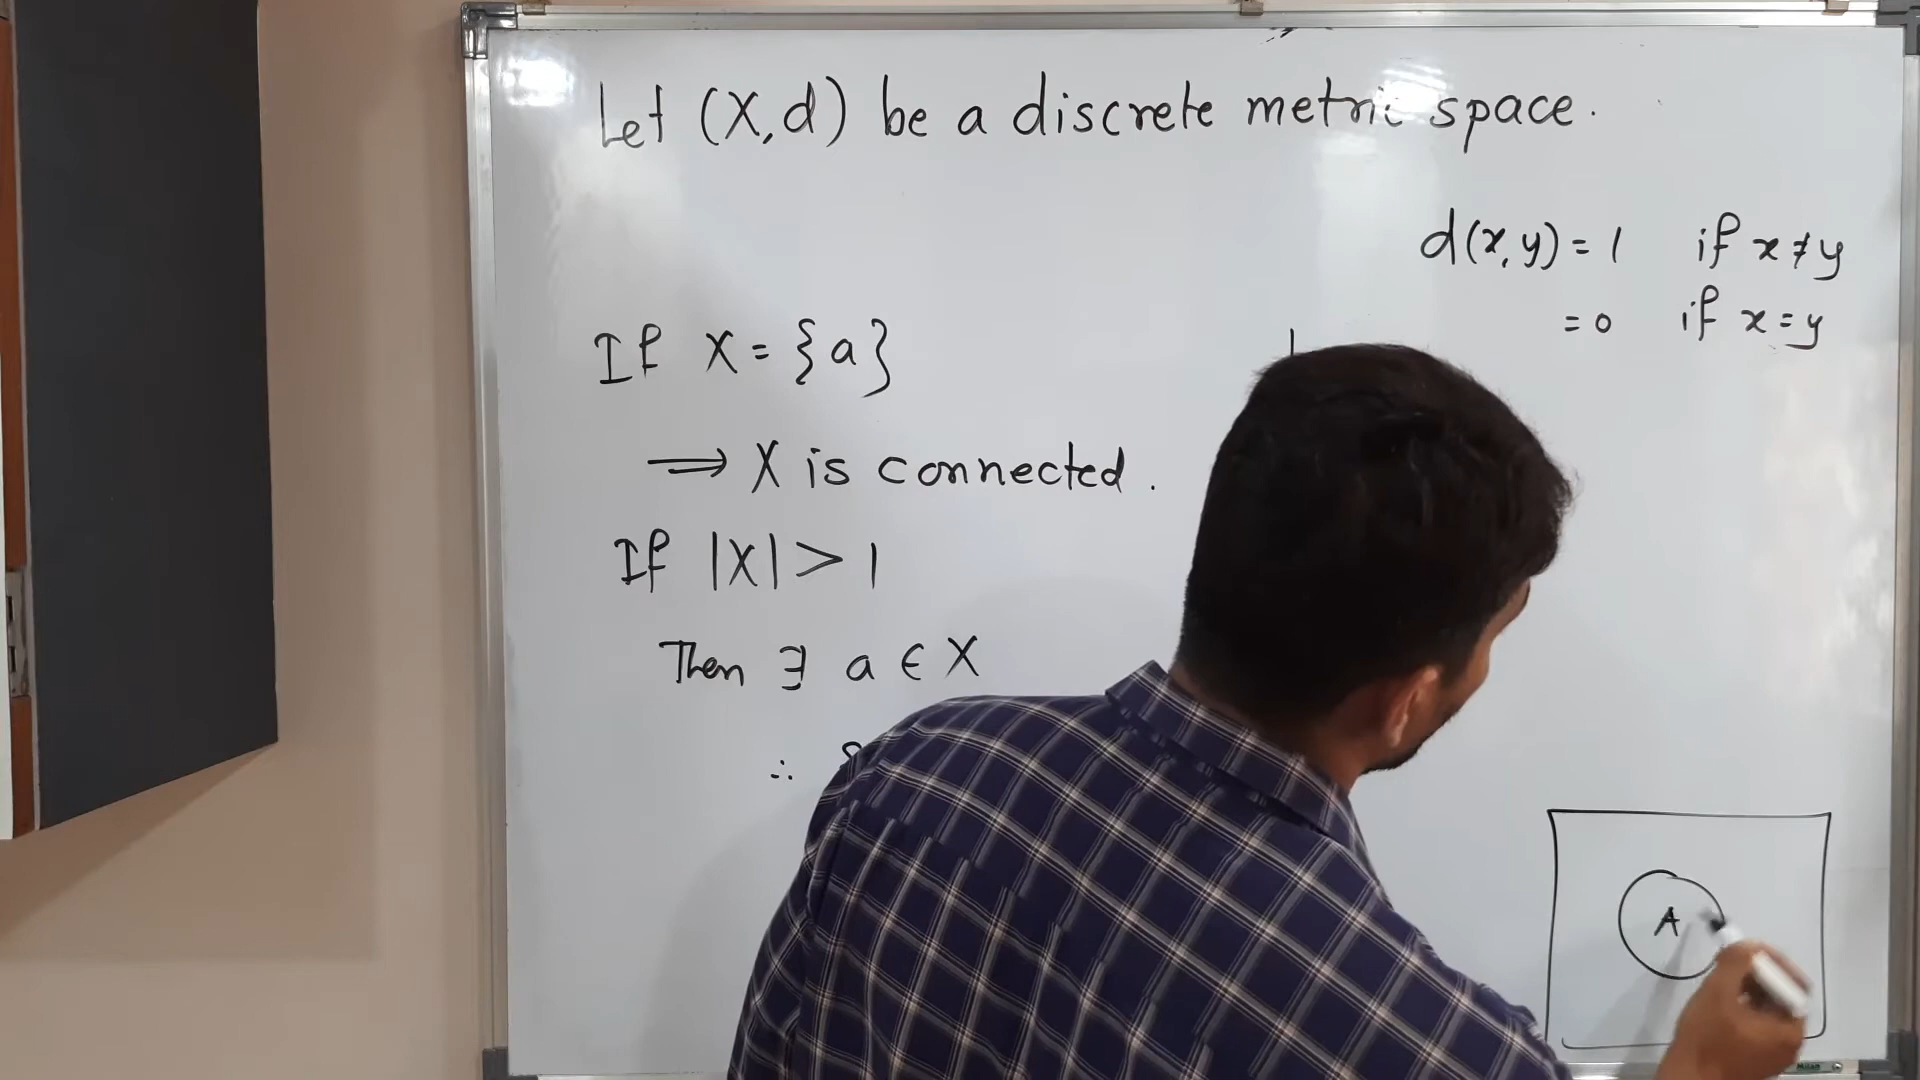 Let (X,d) be a discrete metric space.
d(x,y) = 1 if x ≠ y
= 0 if x = y
If X = {a}
⟹ X is connected.
If |X| > 1
Then ∃ a ∈ X
∴
A